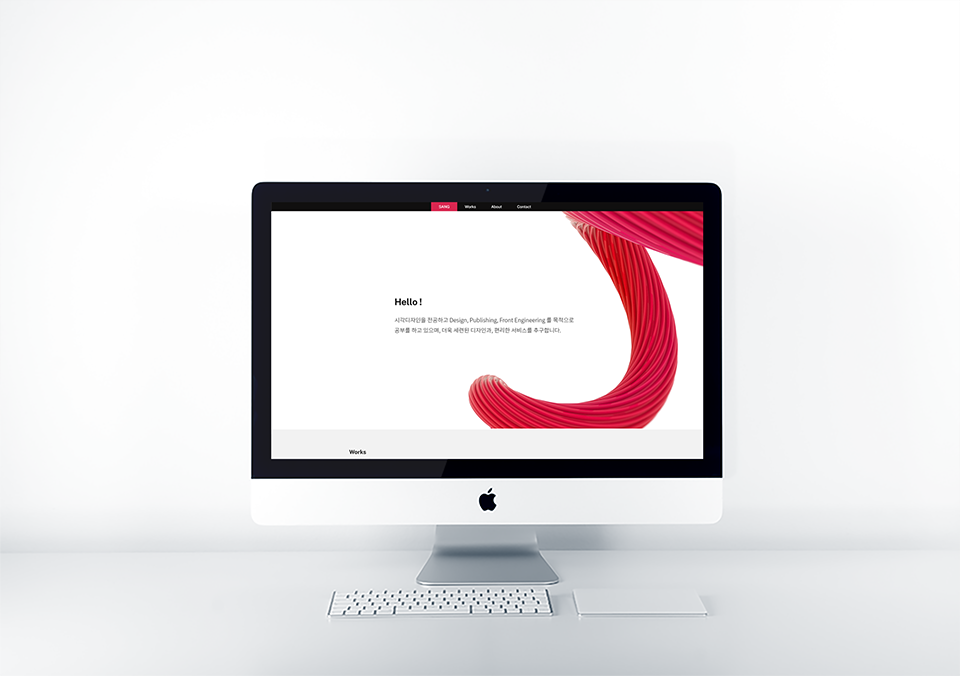 SANG Works About Contact
Hello !
시각디자인을 전공하고 Design, Publishing, Front Engineering 를 목적으로
공부를 하고 있으며, 더욱 세련된 디자인과, 편리한 서비스를 추구합니다.
Works